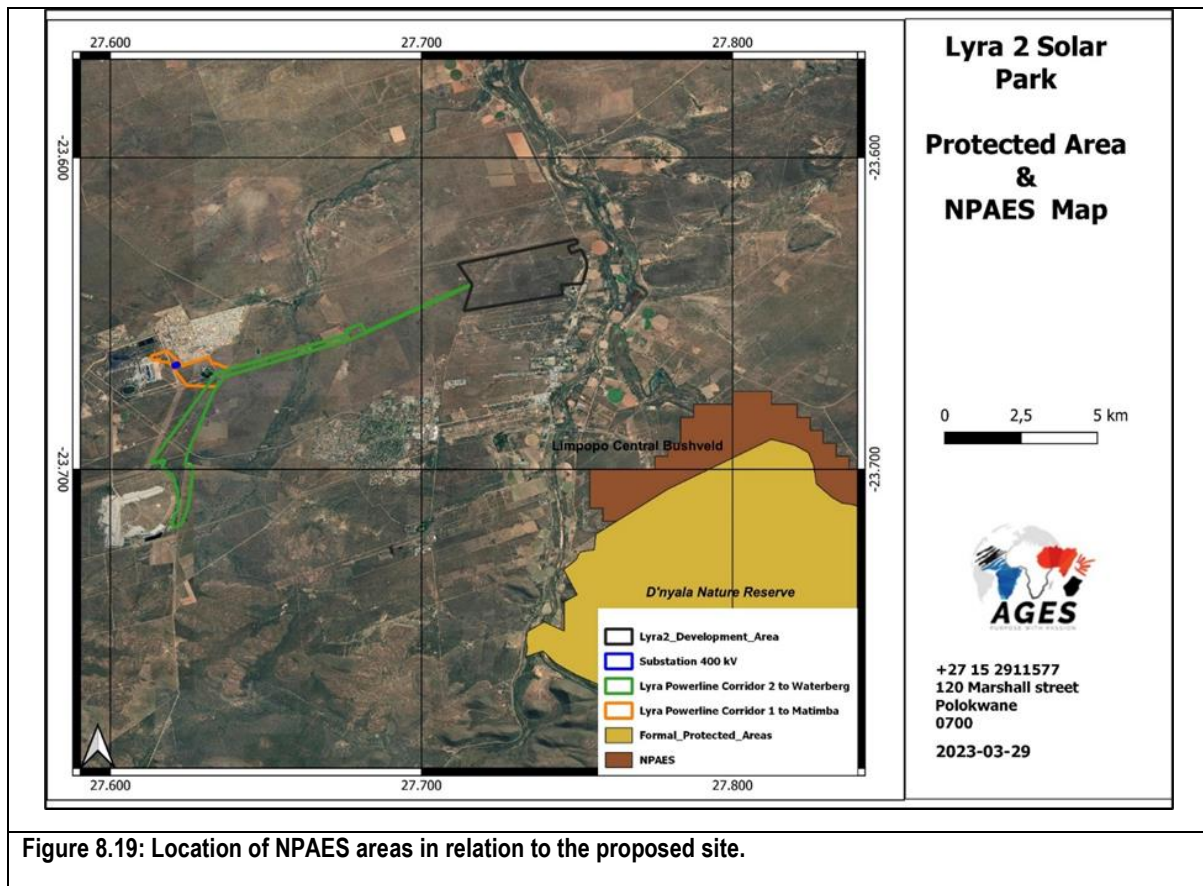 27.600
27.700
27.800
-23.600
-23.600
-23.700
-23.700
27.600
27.700
27.800
Limpopo Central Bushveld
D'nyala Nature Reserve
Lyra2_Development_Area
Substation 400 kV
Lyra Powerline Corridor 2 to Waterberg
Lyra Powerline Corridor 1 to Matimba
Formal_Protected_Areas
NPAES
Lyra 2 Solar
Park
Protected Area
&
NPAES Map
0
2,5
5 km
AGES
PURPOSE WITH PASSION
+27 15 2911577
120 Marshall street
Polokwane
0700
2023-03-29
Figure 8.19: Location of NPAES areas in relation to the proposed site.